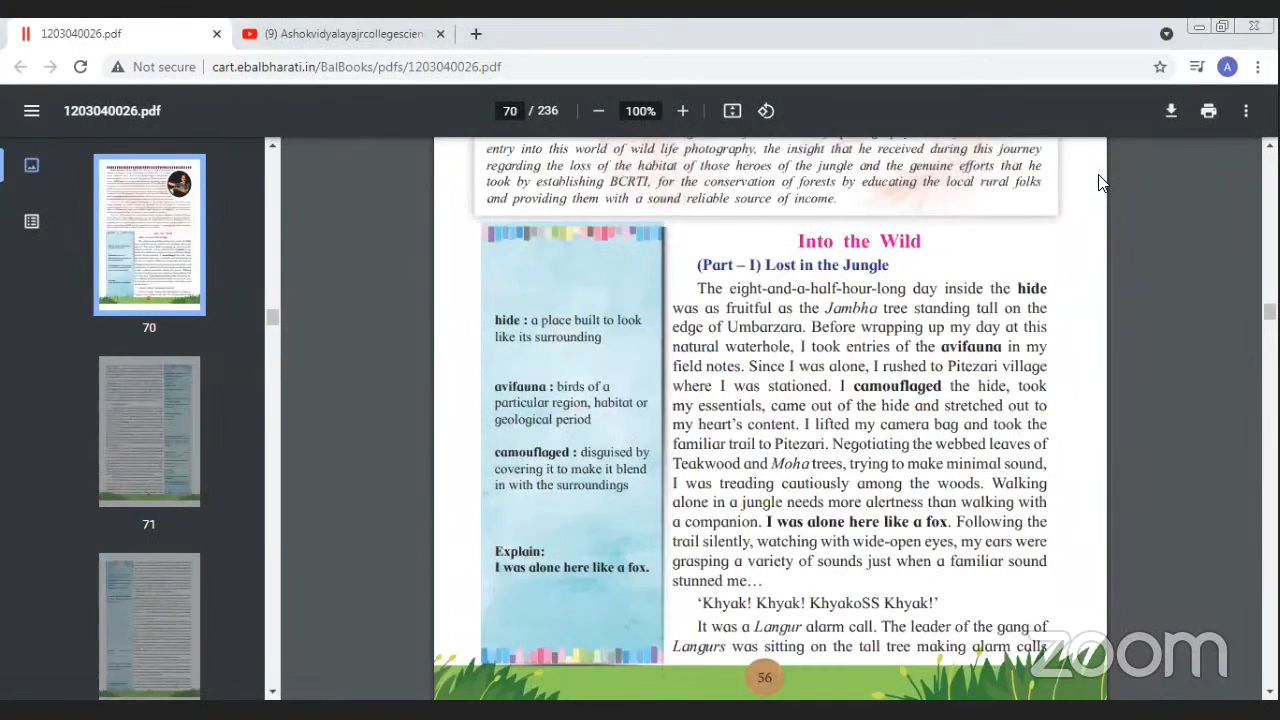 1203040026.pdf
(9) Ashokvidyalayajrcollegescien
Not secure
cart.ebalbharati.in/BalBooks/pdfs/1203040026.pdf
A
1203040026.pdf
70 / 236
100%
entry into this world of wild life photography, the insight that he received during this journey
regarding the loss of the habitat of those heroes of the forest and the genuine efforts that he
took by establishing BCRTI, for the conservation of forests by educating the local rural folks
and providing them with a sound reliable source of income.
70
71
hide : a place built to look
like its surrounding
avifauna : birds of a
particular region, habitat or
geological period
camouflaged : disguised by
covering it to make it blend
in with the surroundings
Explain:
I was alone here like a fox.
Into the Wild
(Part – I) Lost in the Jungle
The eight-and-a-half-hour-long day inside the hide
was as fruitful as the Jambha tree standing tall on the
edge of Umbarzara. Before wrapping up my day at this
natural waterhole, I took entries of the avifauna in my
field notes. Since I was alone, I rushed to Pitezari village
where I was stationed. I camouflaged the hide, took
my essentials, came out of the hide and stretched out to
my heart's content. I lifted my camera bag and took the
familiar trail to Pitezari. Negotiating the webbed leaves of
Teakwood and Moha trees, trying to make minimal sound,
I was treading cautiously among the woods. Walking
alone in a jungle needs more alertness than walking with
a companion. I was alone here like a fox. Following the
trail silently, watching with wide-open eyes, my ears were
grasping a variety of sounds just when a familiar sound
stunned me…
‘Khyak! Khyak! KhyakoSS Khyak!’
It was a Langur alarm call. The leader of the gang of
Langurs was sitting on the tall tree making alarm calls
56
zoom